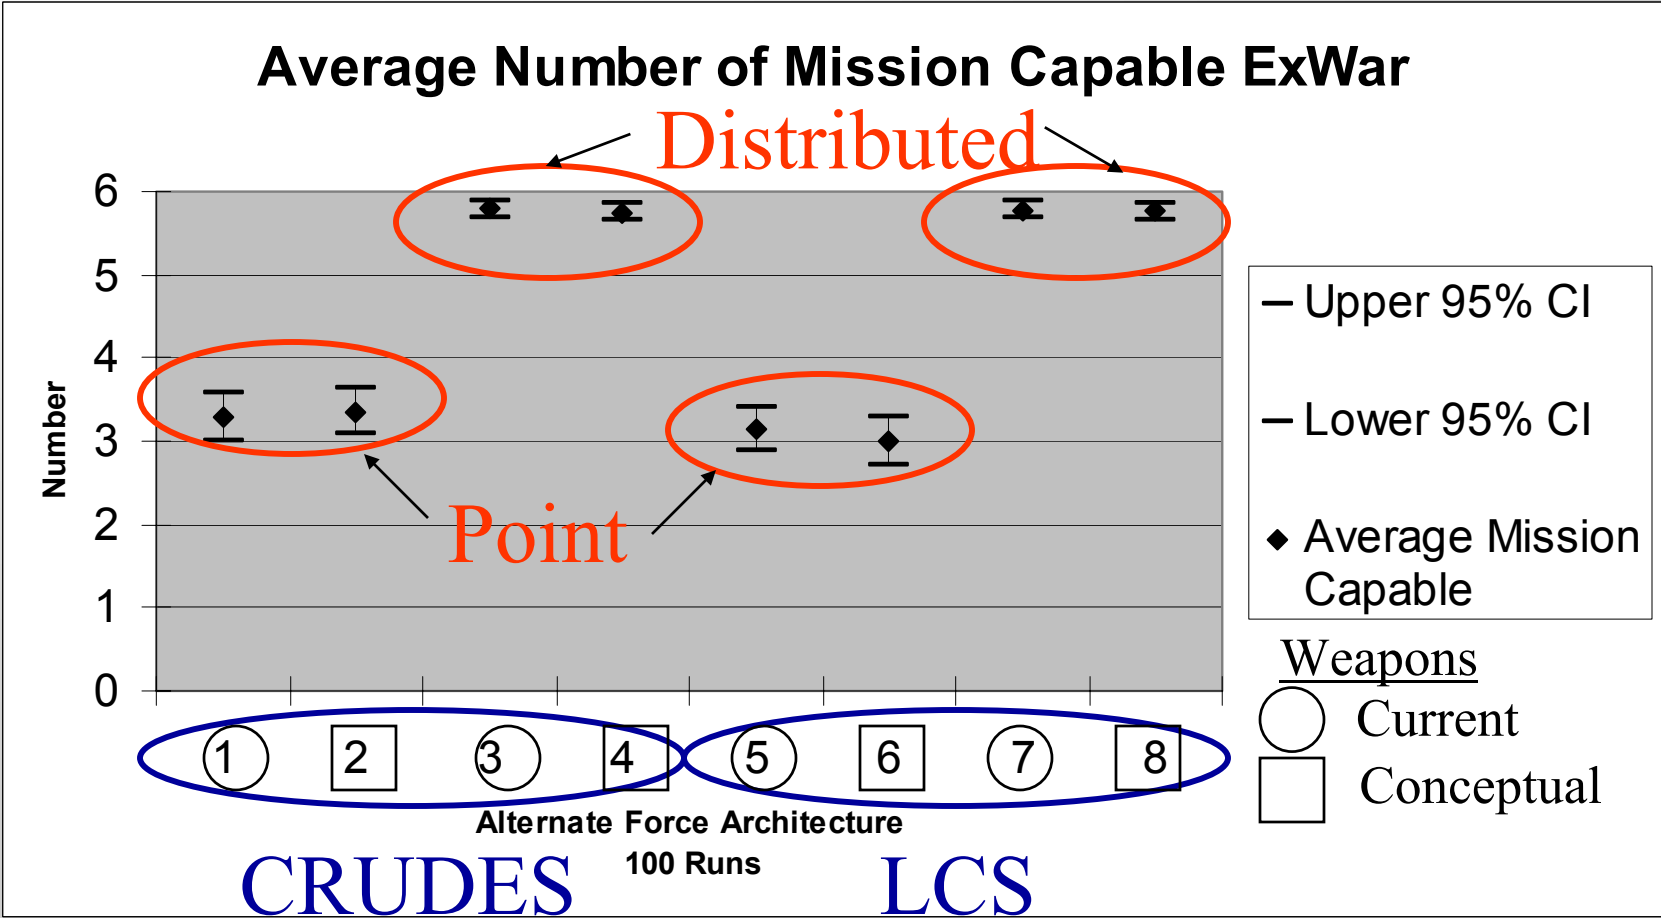 Average Number of Mission Capable ExWar
Distributed
6
5
4
3
2
1
0
Number
Point
Upper 95% CI
Lower 95% CI
Average Mission
Capable
Weapons
Current
Conceptual
1 2 3 4 5 6 7 8
Alternate Force Architecture
100 Runs
CRUDES LCS